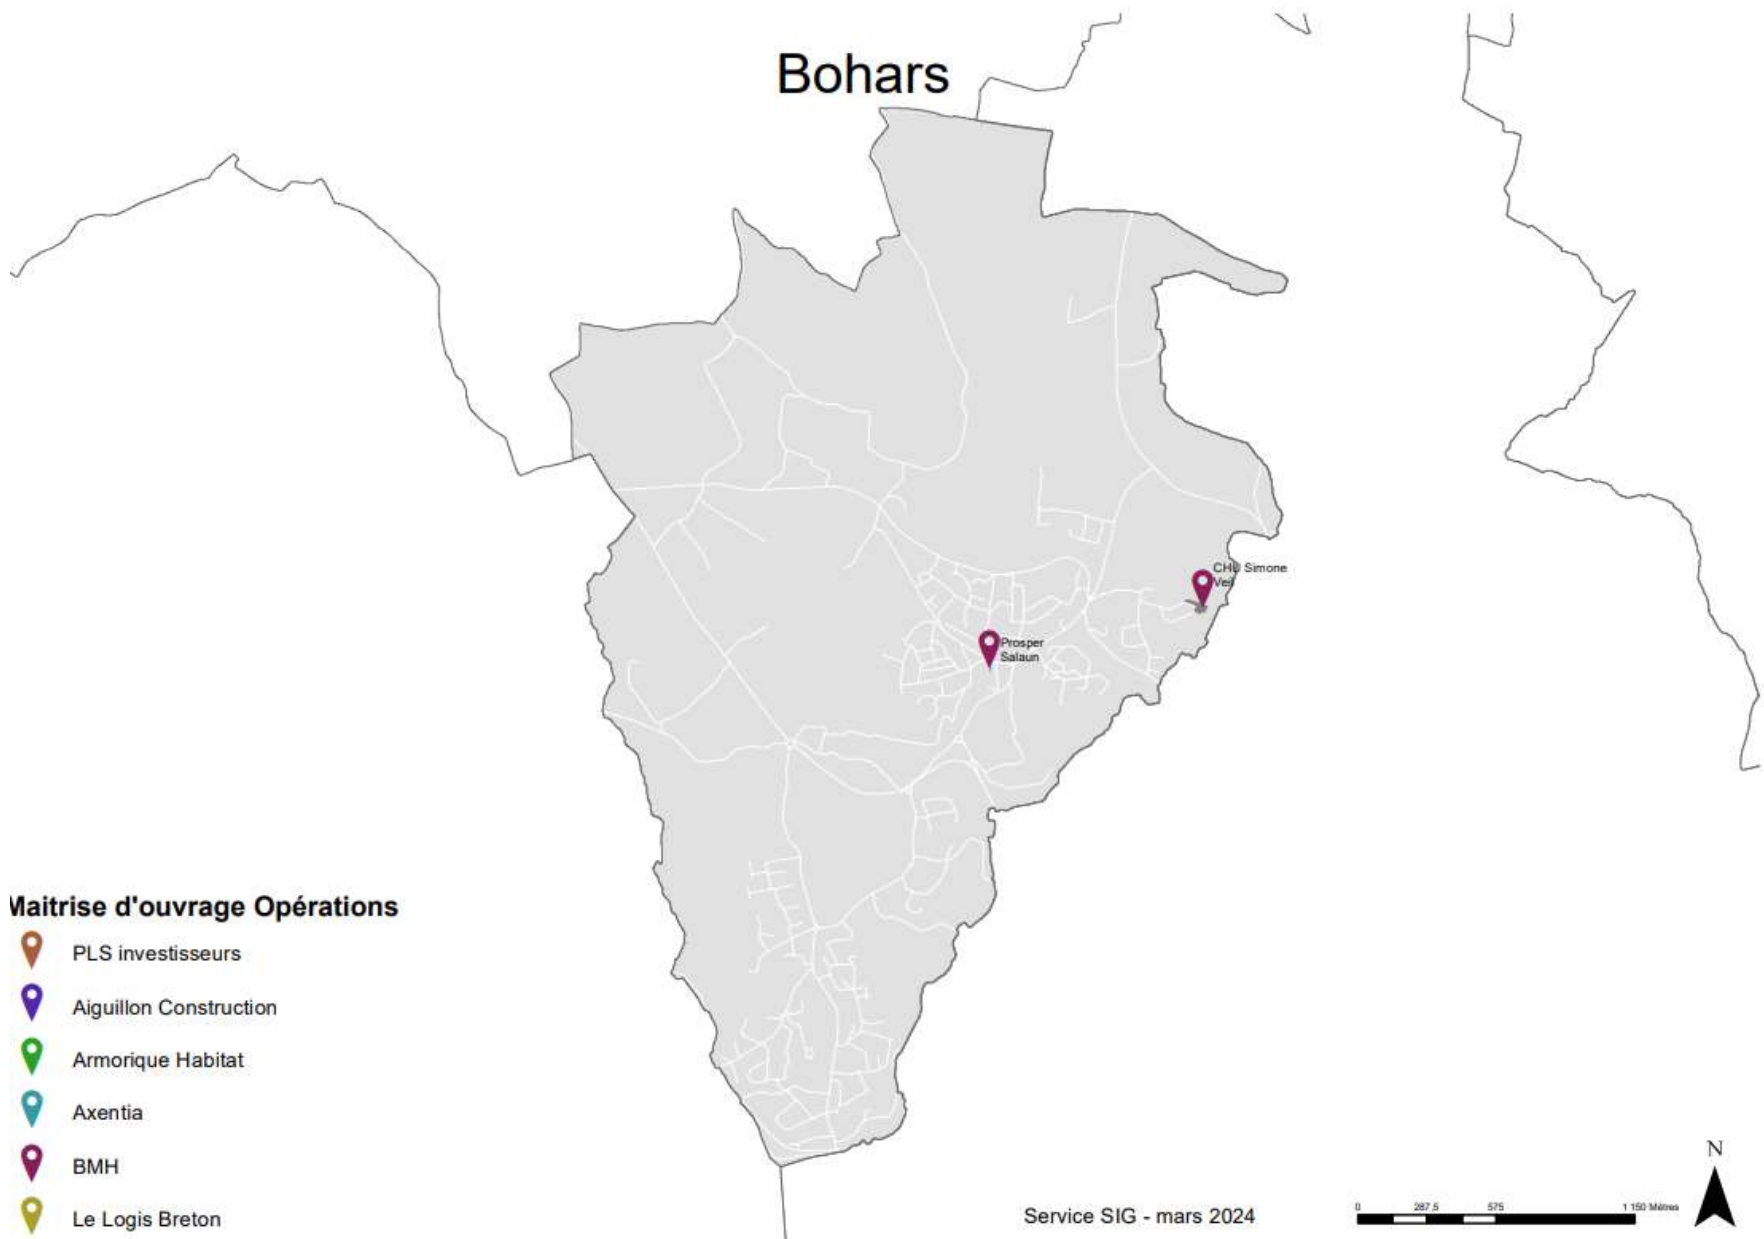 Bohars
CHU Simone
Veil
Prosper
Salaun
Maitrise d'ouvrage Opérations
PLS investisseurs
Aiguillon Construction
Armorique Habitat
Axentia
BMH
Le Logis Breton
Service SIG - mars 2024
0 287,5 575 1 150 Mètres
N